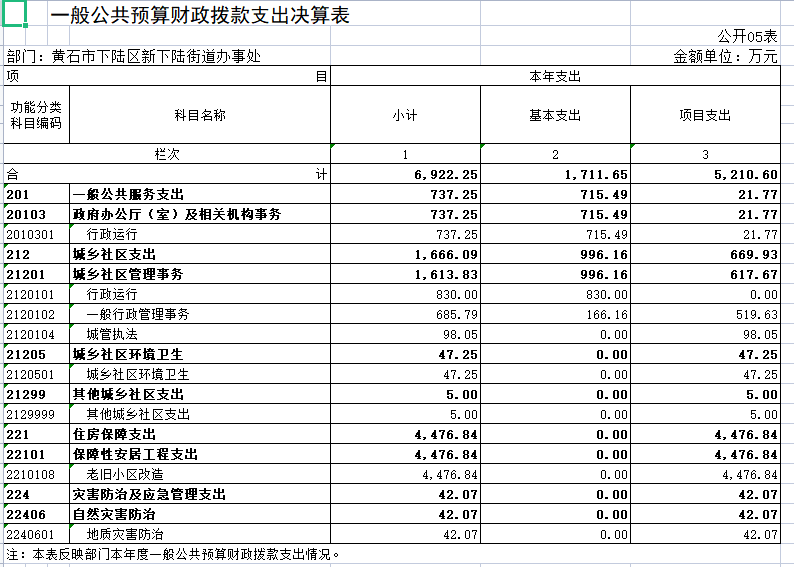 一般公共预算财政拨款支出决算表
公开05表
部门：黄石市下陆区新下陆街道办事处 金额单位：万元
项 目 本年支出
功能分类科目编码 科目名称 小计 基本支出 项目支出
栏次 1 2 3
合 计 6,922.25 1,711.65 5,210.60
201 一般公共服务支出 737.25 715.49 21.77
20103 政府办公厅（室）及相关机构事务 737.25 715.49 21.77
2010301 行政运行 737.25 715.49 21.77
212 城乡社区支出 1,666.09 996.16 669.93
21201 城乡社区管理事务 1,613.83 996.16 617.67
2120101 行政运行 830.00 830.00 0.00
2120102 一般行政管理事务 685.79 166.16 519.63
2120104 城管执法 98.05 0.00 98.05
21205 城乡社区环境卫生 47.25 0.00 47.25
2120501 城乡社区环境卫生 47.25 0.00 47.25
21299 其他城乡社区支出 5.00 0.00 5.00
2129999 其他城乡社区支出 5.00 0.00 5.00
221 住房保障支出 4,476.84 0.00 4,476.84
22101 保障性安居工程支出 4,476.84 0.00 4,476.84
2210108 老旧小区改造 4,476.84 0.00 4,476.84
224 灾害防治及应急管理支出 42.07 0.00 42.07
22406 自然灾害防治 42.07 0.00 42.07
2240601 地质灾害防治 42.07 0.00 42.07
注：本表反映部门本年度一般公共预算财政拨款支出情况。